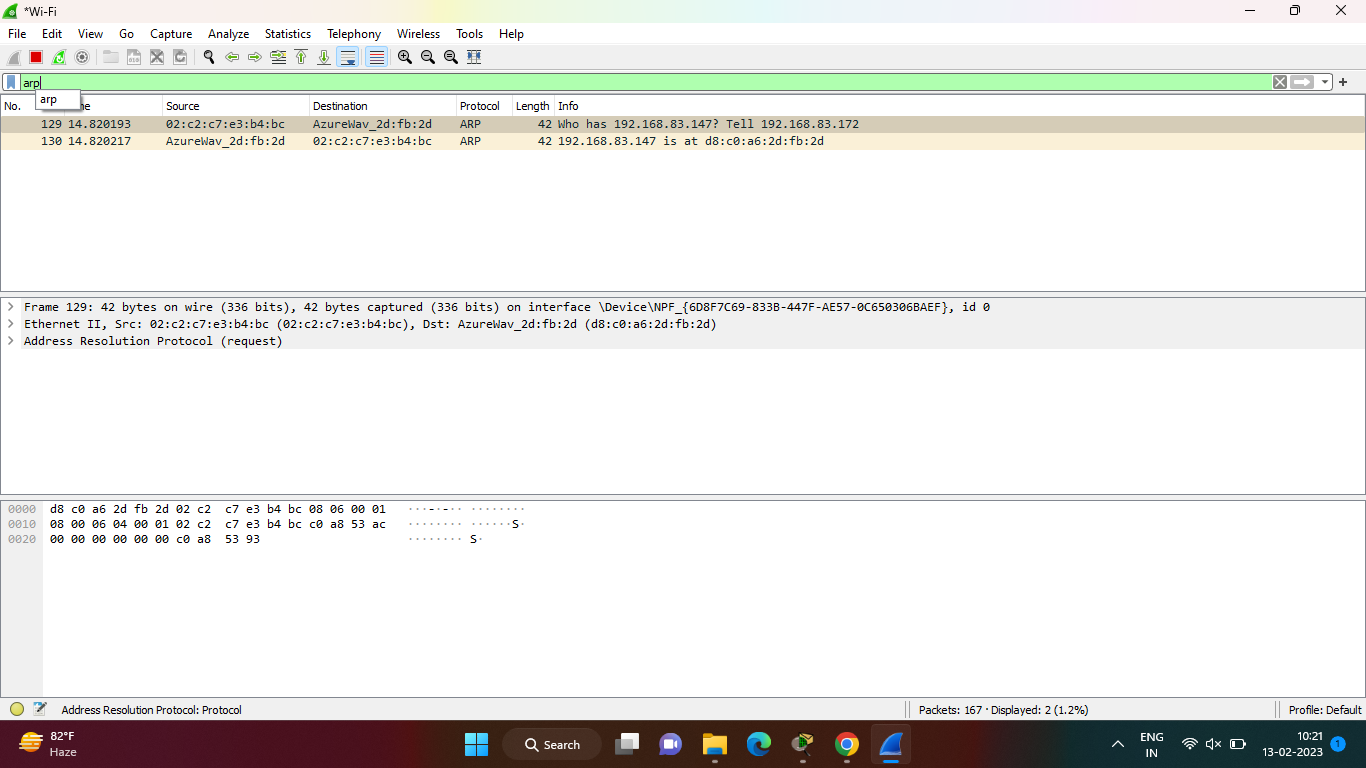 *Wi-Fi
File Edit View Go Capture Analyze Statistics Telephony Wireless Tools Help
arp
arp
No. Source Destination Protocol Length Info
129 14.820193 02:c2:c7:e3:b4:bc AzureWav_2d:fb:2d ARP 42 Who has 192.168.83.147? Tell 192.168.83.172
130 14.820217 AzureWav_2d:fb:2d 02:c2:c7:e3:b4:bc ARP 42 192.168.83.147 is at d8:c0:a6:2d:fb:2d
Frame 129: 42 bytes on wire (336 bits), 42 bytes captured (336 bits) on interface \Device\NPF_{6D8F7C69-833B-447F-AE57-0C650306BAEF}, id 0
Ethernet II, Src: 02:c2:c7:e3:b4:bc (02:c2:c7:e3:b4:bc), Dst: AzureWav_2d:fb:2d (d8:c0:a6:2d:fb:2d)
Address Resolution Protocol (request)
0000 d8 c0 a6 2d fb 2d 02 c2 c7 e3 b4 bc 08 06 00 01 ···-·-·· ········
0010 08 00 06 04 00 01 02 c2 c7 e3 b4 bc c0 a8 53 ac ········ ······S·
0020 00 00 00 00 00 00 c0 a8 53 93 ········ S·
Address Resolution Protocol: Protocol
Packets: 167 · Displayed: 2 (1.2%)
Profile: Default
82°F
Haze
Search
ENG
IN
10:21
13-02-2023
1